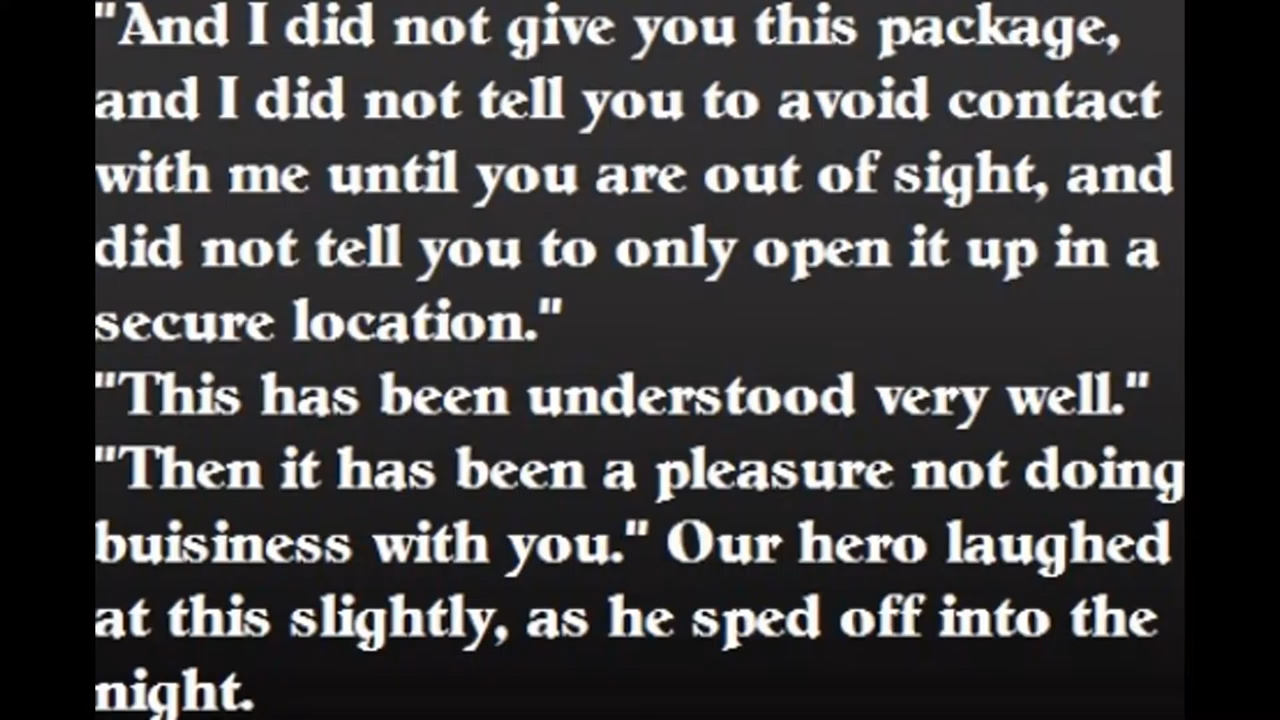 "And I did not give you this package,
and I did not tell you to avoid contact
with me until you are out of sight, and
did not tell you to only open it up in a
secure location."
"This has been understood very well."
"Then it has been a pleasure not doing
buisiness with you." Our hero laughed
at this slightly, as he sped off into the
night.